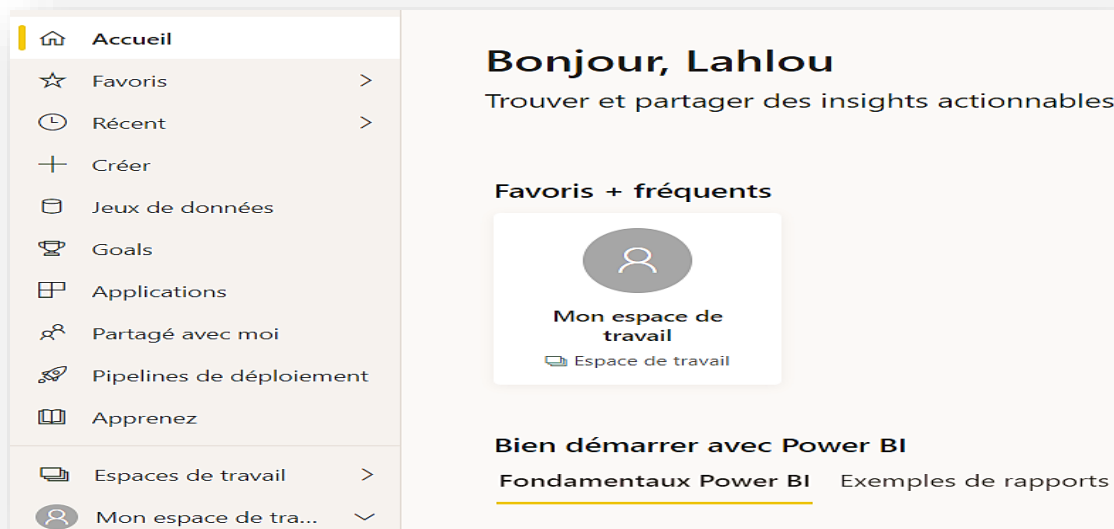 Accueil
Favoris
Récent
Créer
Jeux de données
Goals
Applications
Partagé avec moi
Pipelines de déploiement
Apprenez
Espaces de travail
Mon espace de tra...
Bonjour, Lahlou
Trouver et partager des insights actionnables
Favoris + fréquents
Mon espace de
travail
Espace de travail
Bien démarrer avec Power BI
Fondamentaux Power BI Exemples de rapports